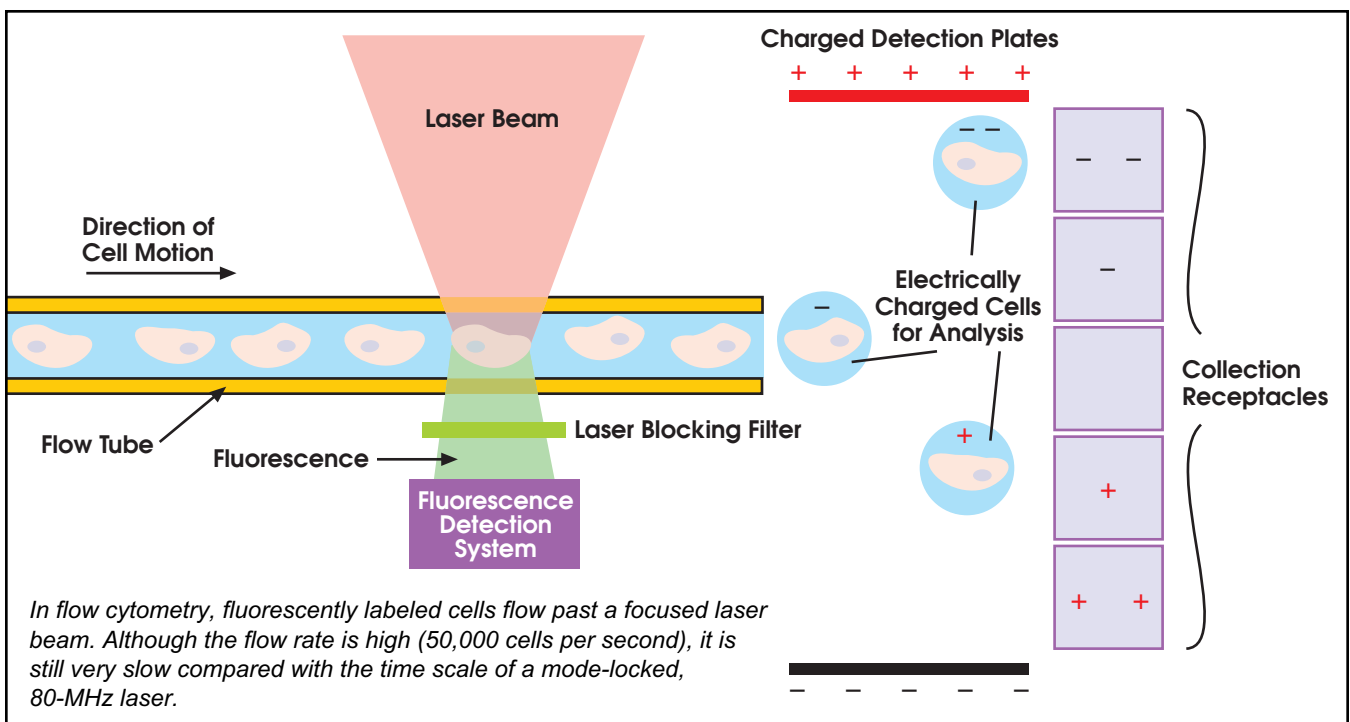 Charged Detection Plates
+ + + + +
Laser Beam
Direction of
Cell Motion
Flow Tube
Fluorescence
Laser Blocking Filter
Fluorescence
Detection
System
− −
−
+
Electrically
Charged Cells
for Analysis
− −
−
+
+ +
Collection
Receptacles
− − − − −
In flow cytometry, fluorescently labeled cells flow past a focused laser
beam. Although the flow rate is high (50,000 cells per second), it is
still very slow compared with the time scale of a mode-locked,
80-MHz laser.